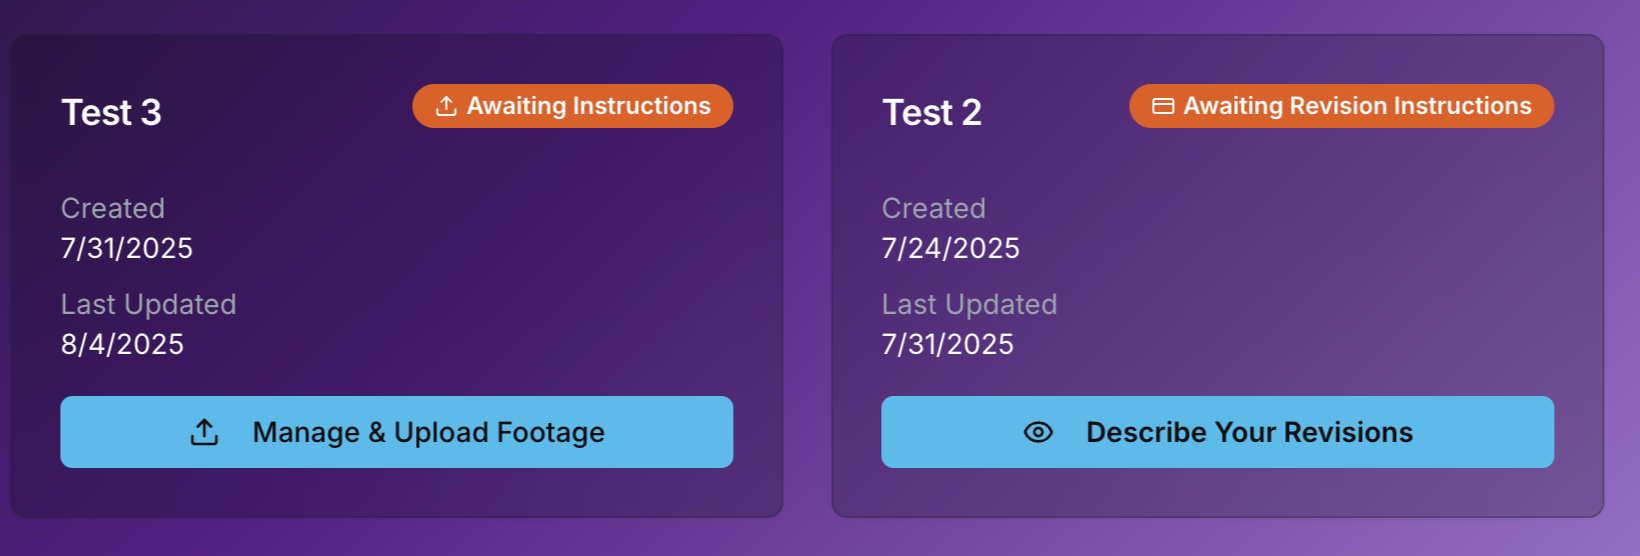 Test 3
Awaiting Instructions
Created
7/31/2025
Last Updated
8/4/2025
Manage & Upload Footage
Test 2
Awaiting Revision Instructions
Created
7/24/2025
Last Updated
7/31/2025
Describe Your Revisions